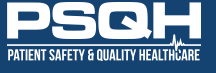 PSQH
PATIENT SAFETY & QUALITY HEALTHCARE